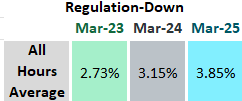 Regulation-Down
Mar-23 Mar-24 Mar-25
All Hours Average 2.73% 3.15% 3.85%